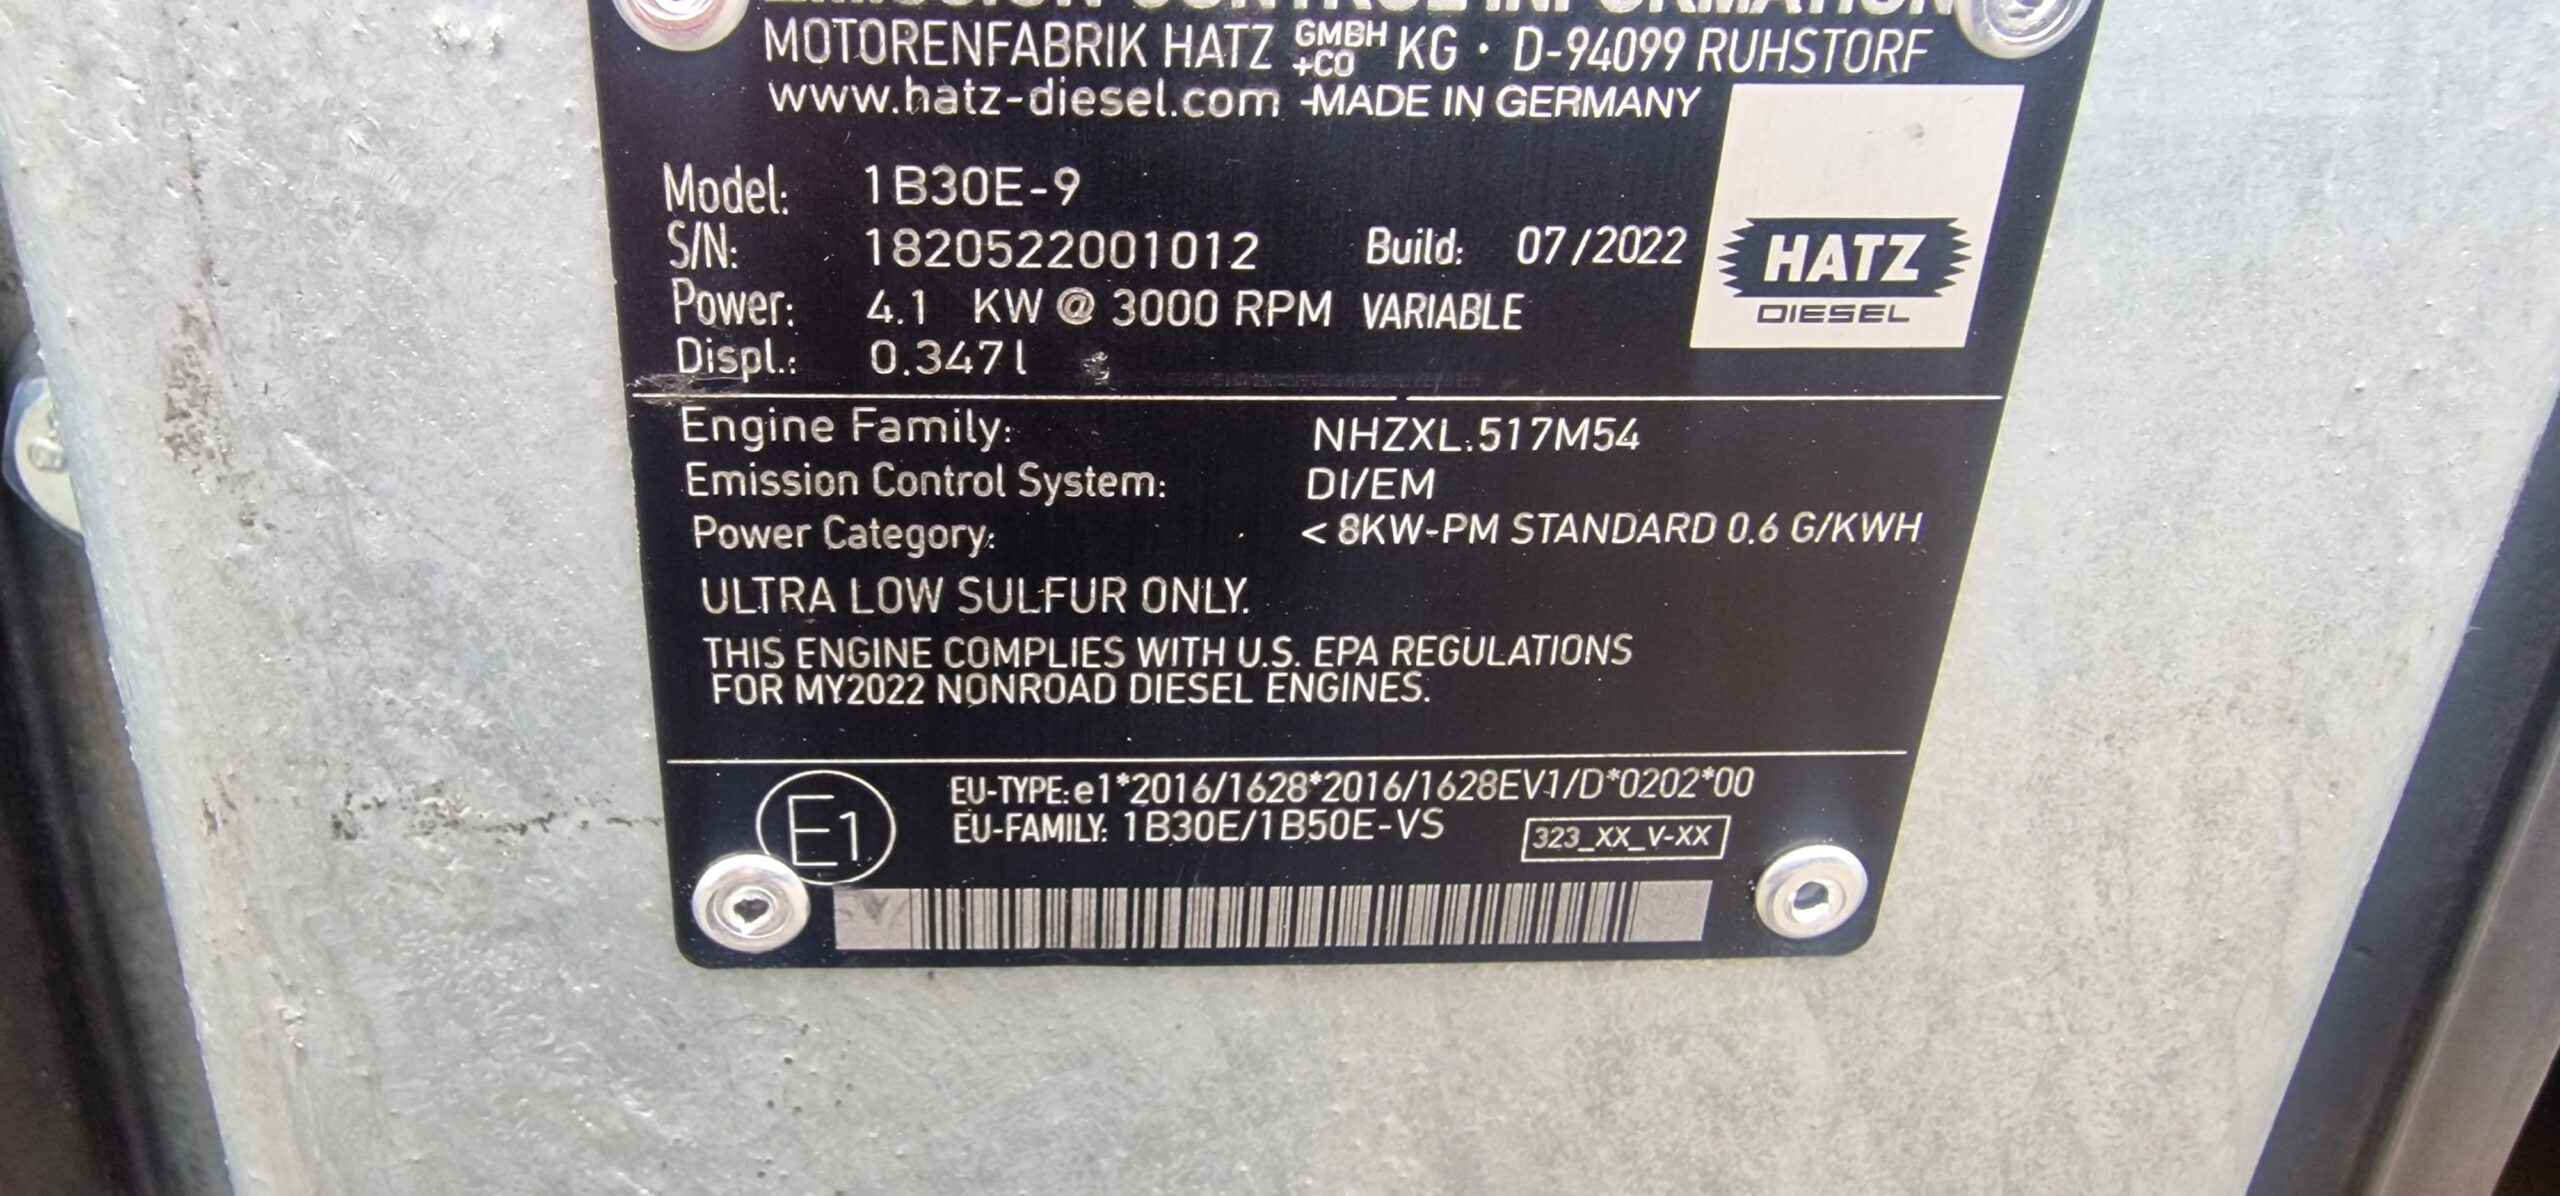 EMISSION CONTROL INFORMATION
MOTORENFABRIK HATZ GMBH +CO KG · D-94099 RUHSTORF
www.hatz-diesel.com -MADE IN GERMANY
Model: 1B30E-9
S/N: 1820522001012 Build: 07/2022
Power: 4.1 KW @ 3000 RPM VARIABLE
Displ.: 0.347 l
HATZ
DIESEL
Engine Family: NHZXL.517M54
Emission Control System: DI/EM
Power Category: < 8KW-PM STANDARD 0.6 G/KWH
ULTRA LOW SULFUR ONLY.
THIS ENGINE COMPLIES WITH U.S. EPA REGULATIONS
FOR MY2022 NONROAD DIESEL ENGINES.
E1
EU-TYPE: e1*2016/1628*2016/1628EV1/D*0202*00
EU-FAMILY: 1B30E/1B50E-VS
323_XX_V-XX